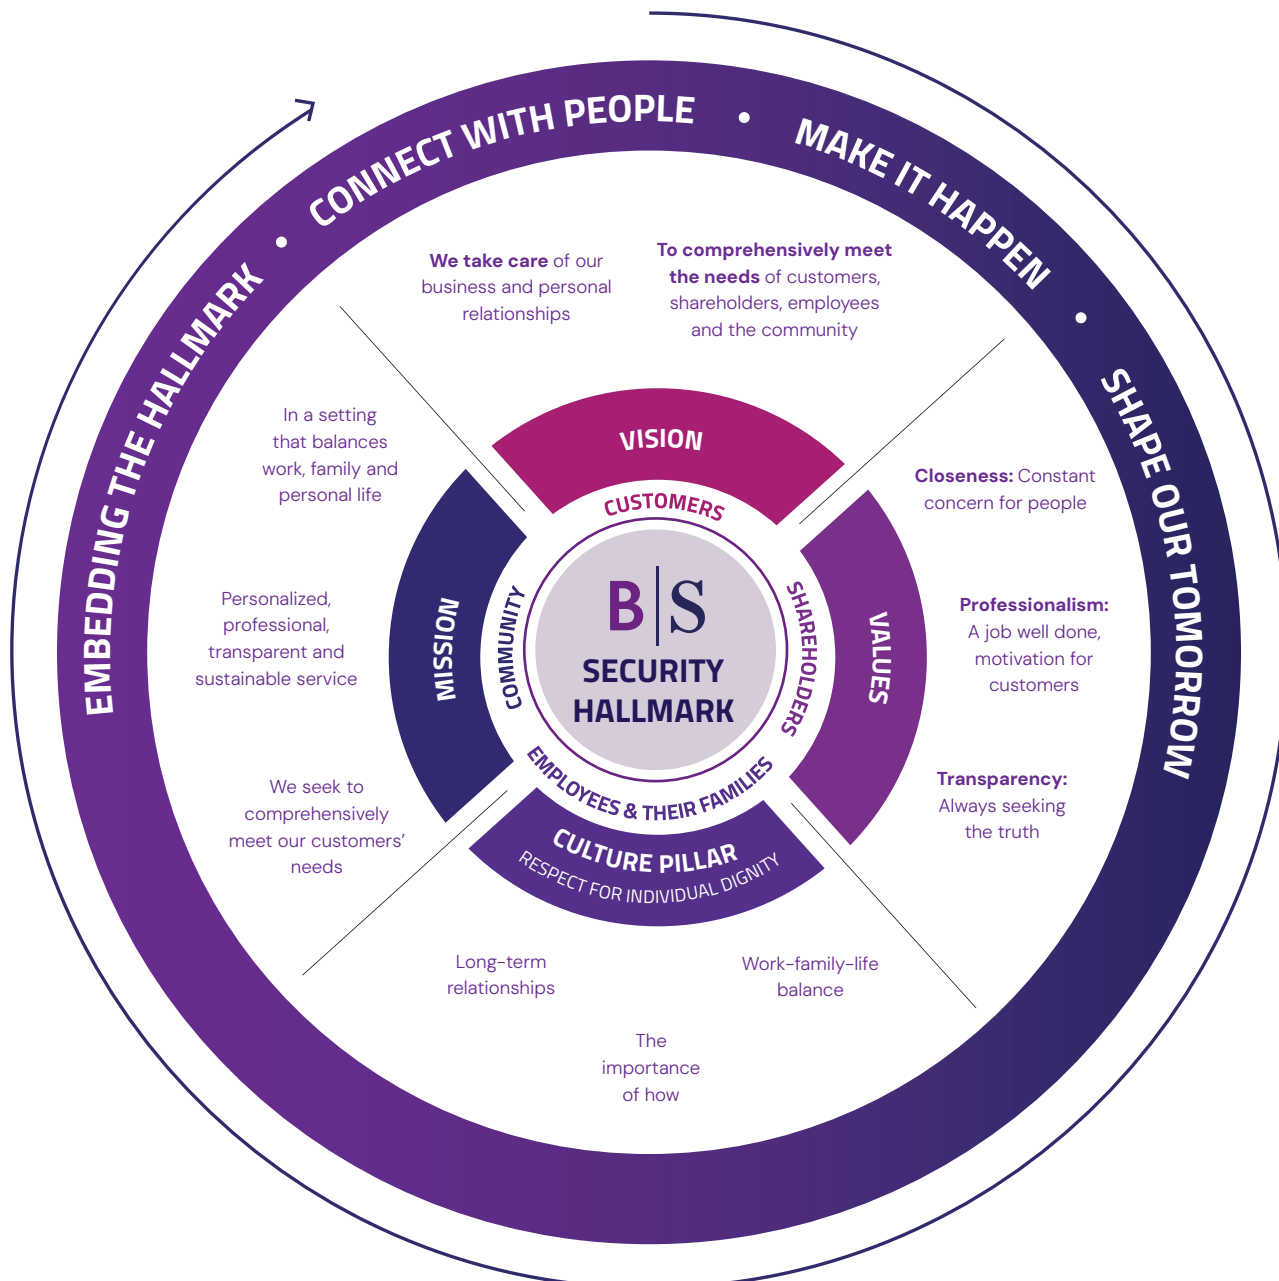 EMBEDDING THE HALLMARK • CONNECT WITH PEOPLE • MAKE IT HAPPEN • SHAPE OUR TOMORROW
We take care of our
business and personal
relationships
To comprehensively meet
the needs of customers,
shareholders, employees
and the community
In a setting
that balances
work, family and
personal life
Personalized,
professional,
transparent and
sustainable service
We seek to
comprehensively
meet our customers’
needs
VISION
CUSTOMERS
MISSION
COMMUNITY
B|S
SECURITY
HALLMARK
SHAREHOLDERS
VALUES
EMPLOYEES & THEIR FAMILIES
CULTURE PILLAR
RESPECT FOR INDIVIDUAL DIGNITY
Closeness: Constant
concern for people
Professionalism:
A job well done,
motivation for
customers
Transparency:
Always seeking
the truth
Long-term
relationships
The
importance
of how
Work-family-life
balance